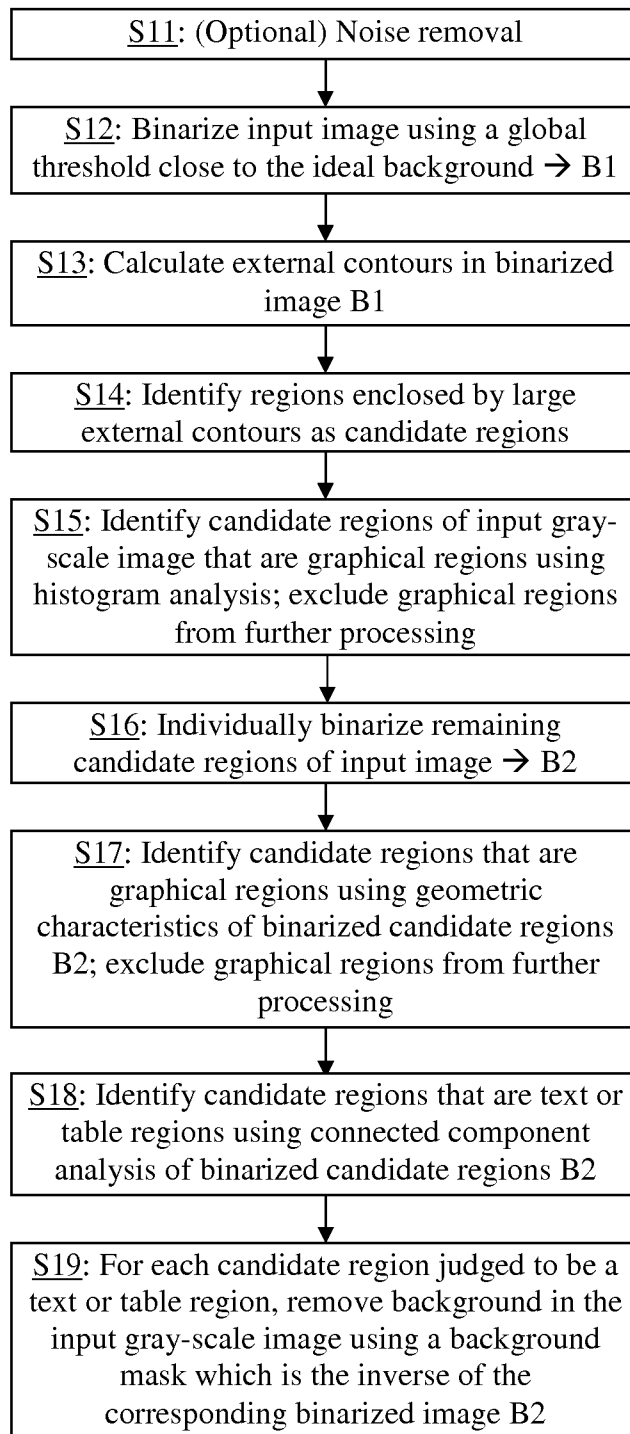 S11: (Optional) Noise removal
S12: Binarize input image using a global
threshold close to the ideal background → B1
S13: Calculate external contours in binarized
image B1
S14: Identify regions enclosed by large
external contours as candidate regions
S15: Identify candidate regions of input gray-
scale image that are graphical regions using
histogram analysis; exclude graphical regions
from further processing
S16: Individually binarize remaining
candidate regions of input image → B2
S17: Identify candidate regions that are
graphical regions using geometric
characteristics of binarized candidate regions
B2; exclude graphical regions from further
processing
S18: Identify candidate regions that are text or
table regions using connected component
analysis of binarized candidate regions B2
S19: For each candidate region judged to be a
text or table region, remove background in the
input gray-scale image using a background
mask which is the inverse of the
corresponding binarized image B2